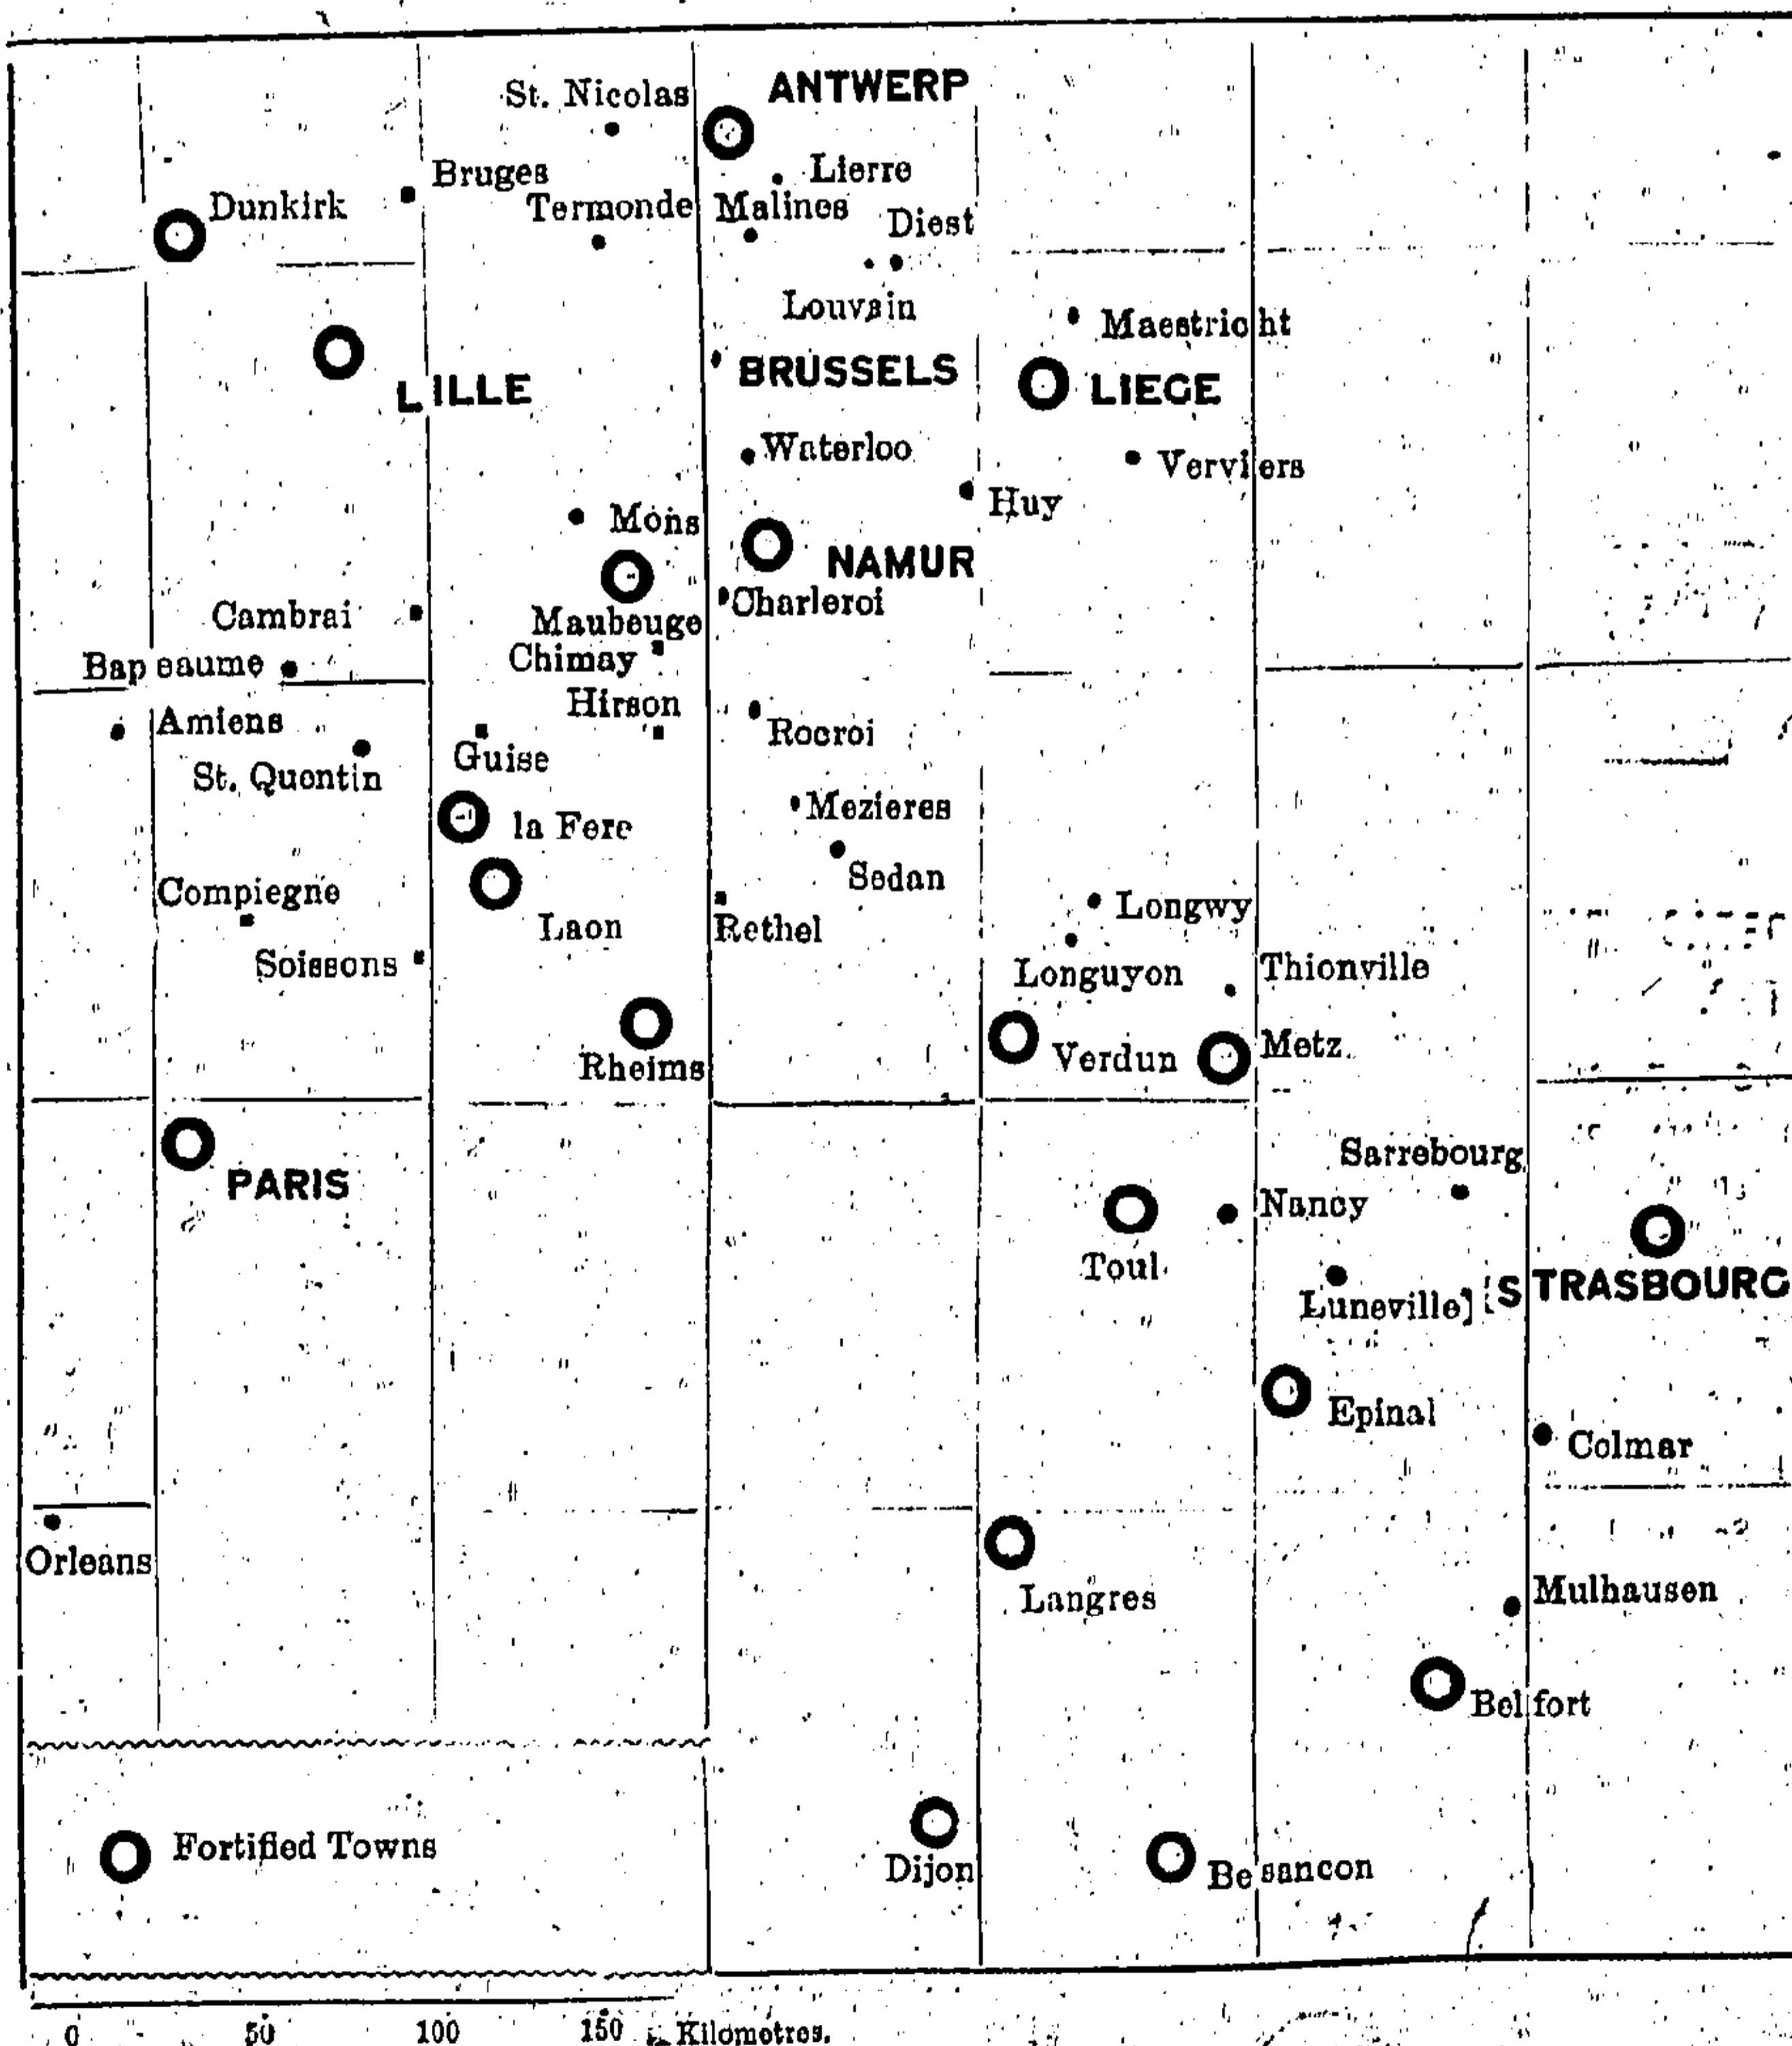 ANTWERP
St. Nicolas
Lierre
Bruges
Dunkirk
Termonde
Malines
Diest
Louvain
Maestricht
LILLE
BRUSSELS
LIEGE
Waterloo
Verviers
Huy
Mons
NAMUR
Cambrai
Maubeuge
Charleroi
Chimay
Bapeaume
Hirson
Amiens
Rocroi
Guise
St. Quentin
la Fere
Mezieres
Sedan
Compiegne
Longwy
Laon
Rethel
Soissons
Longuyon
Thionville
Rheims
Verdun
Metz
PARIS
Sarrebourg
Nancy
Toul
Luneville]
[STRASBOURG
Epinal
Colmar
Orleans
Langres
Mulhausen
Belfort
Fortified Towns
Dijon
Besancon
0 50 100 150 Kilometres.